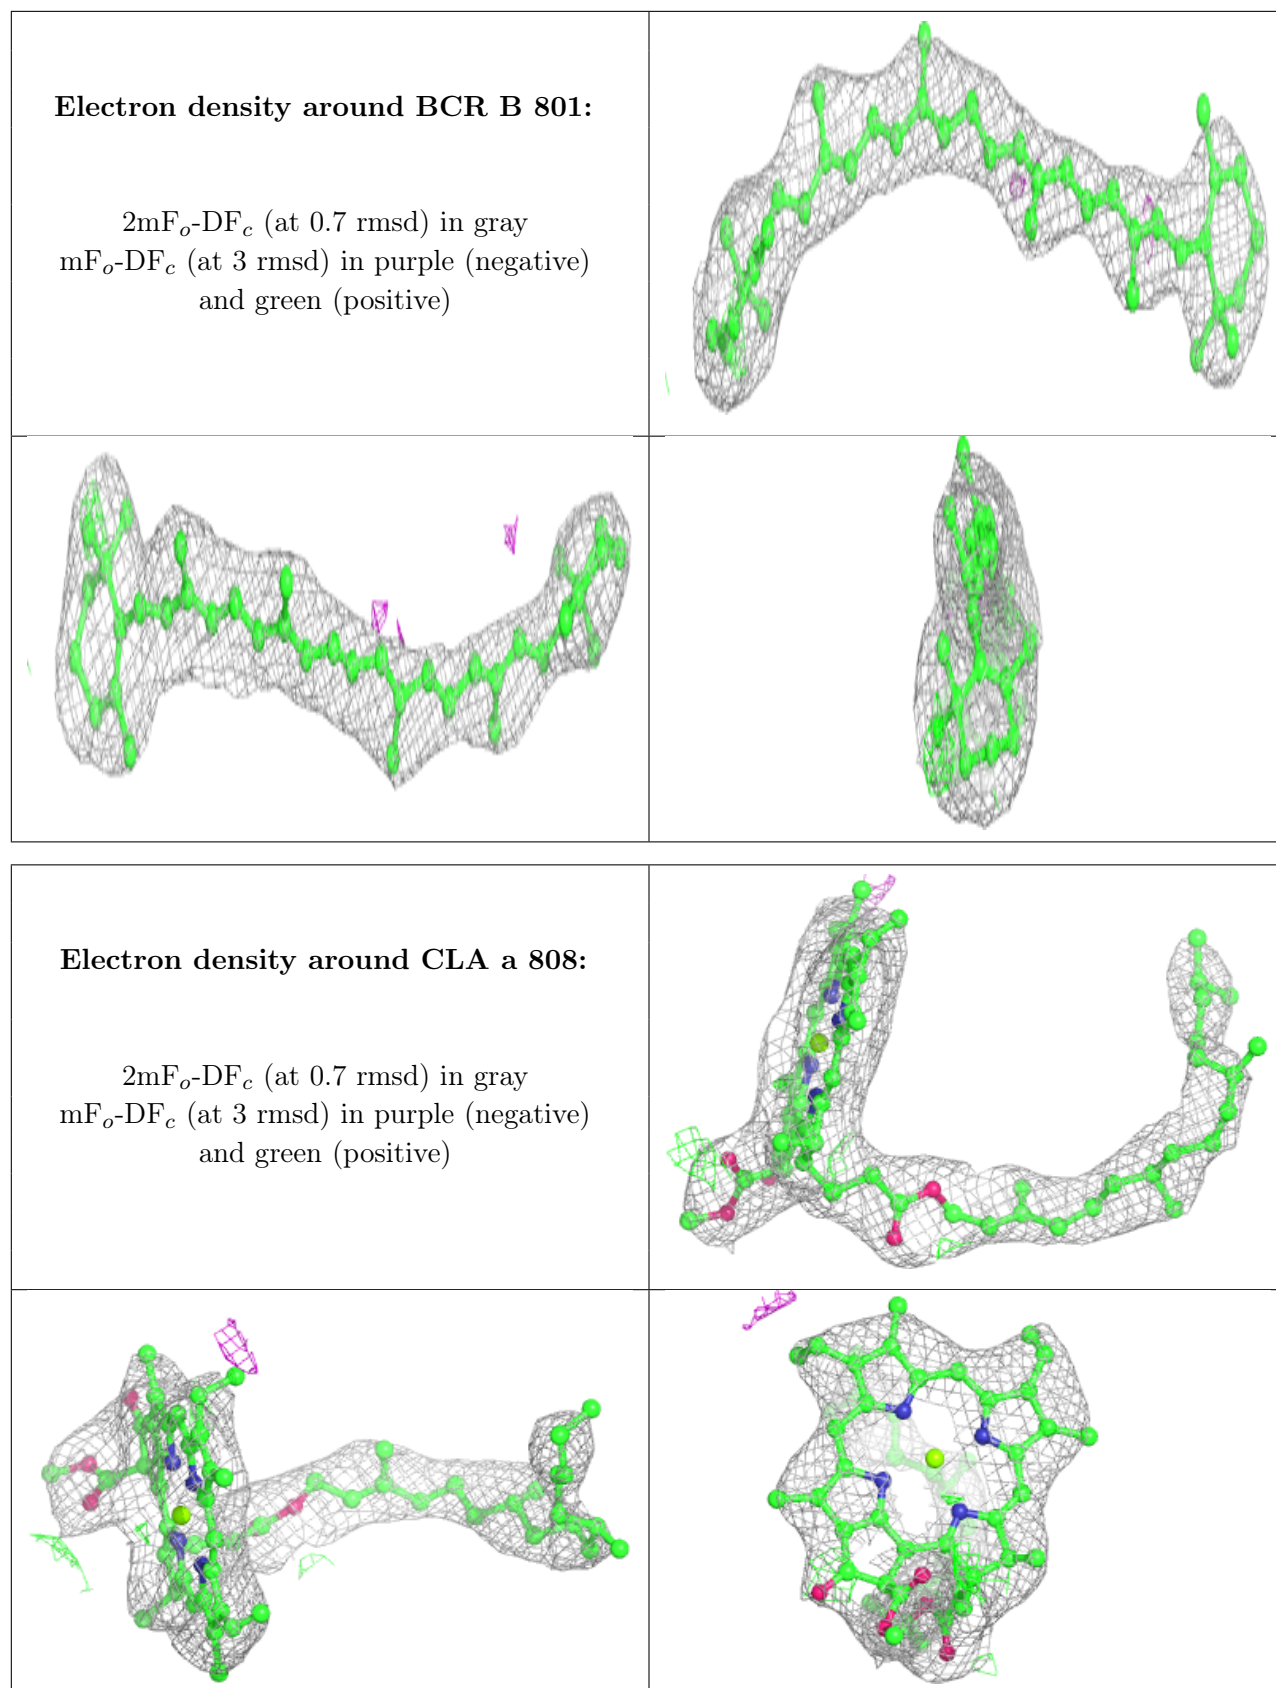 Electron density around BCR B 801:
2mFₒ-DF𝒸 (at 0.7 rmsd) in gray
mFₒ-DF𝒸 (at 3 rmsd) in purple (negative)
and green (positive)
Electron density around CLA a 808:
2mFₒ-DF𝒸 (at 0.7 rmsd) in gray
mFₒ-DF𝒸 (at 3 rmsd) in purple (negative)
and green (positive)